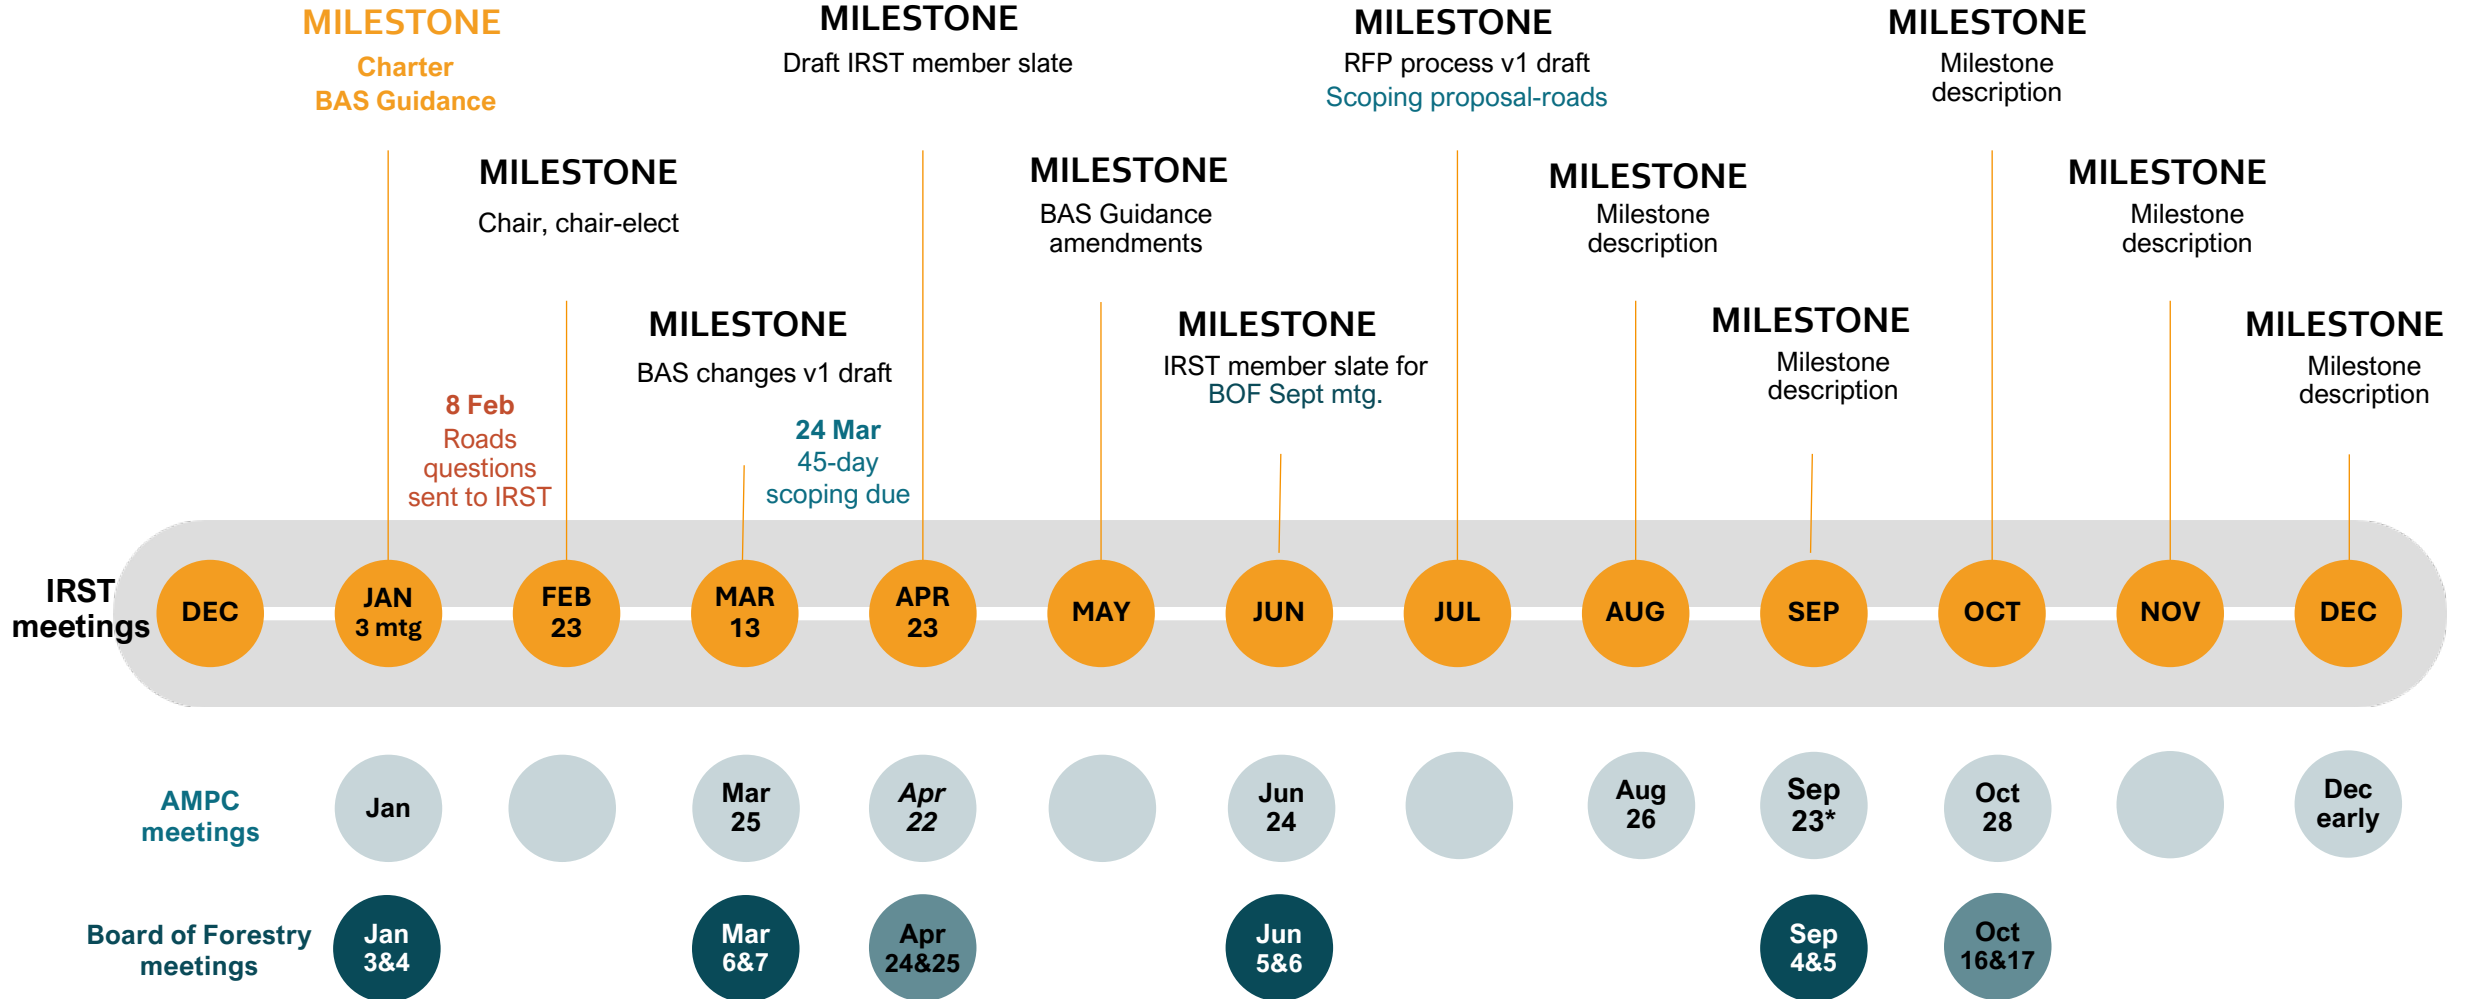 MILESTONE
Charter
BAS Guidance
MILESTONE
Draft IRST member slate
MILESTONE
RFP process v1 draft
Scoping proposal-roads
MILESTONE
Milestone
description
MILESTONE
Chair, chair-elect
MILESTONE
BAS Guidance
amendments
MILESTONE
Milestone
description
MILESTONE
Milestone
description
MILESTONE
BAS changes v1 draft
MILESTONE
IRST member slate for
BOF Sept mtg.
MILESTONE
Milestone
description
MILESTONE
Milestone
description
8 Feb
Roads
questions
sent to IRST
24 Mar
45-day
scoping due
IRST
meetings
DEC
JAN
3 mtg
FEB
23
MAR
13
APR
23
MAY
JUN
JUL
AUG
SEP
OCT
NOV
DEC
AMPC
meetings
Jan
Mar
25
Apr
22
Jun
24
Aug
26
Sep
23*
Oct
28
Dec
early
Board of Forestry
meetings
Jan
3&4
Mar
6&7
Apr
24&25
Jun
5&6
Sep
4&5
Oct
16&17